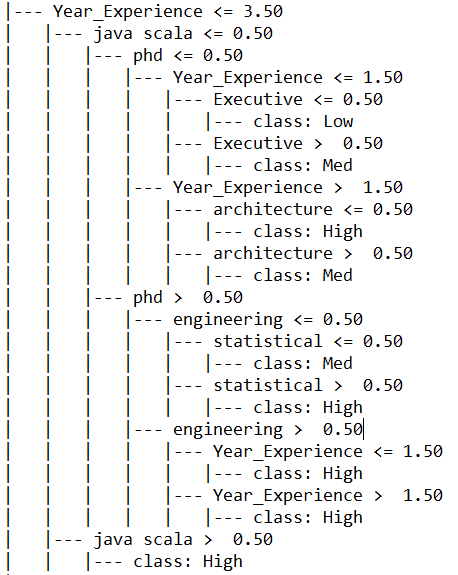 |--- Year_Experience <= 3.50
|   |--- java scala <= 0.50
|   |   |--- phd <= 0.50
|   |   |   |--- Year_Experience <= 1.50
|   |   |   |   |--- Executive <= 0.50
|   |   |   |   |   |--- class: Low
|   |   |   |   |--- Executive >  0.50
|   |   |   |   |   |--- class: Med
|   |   |   |--- Year_Experience >  1.50
|   |   |   |   |--- architecture <= 0.50
|   |   |   |   |   |--- class: High
|   |   |   |   |--- architecture >  0.50
|   |   |   |   |   |--- class: Med
|   |   |--- phd >  0.50
|   |   |   |--- engineering <= 0.50
|   |   |   |   |--- statistical <= 0.50
|   |   |   |   |   |--- class: Med
|   |   |   |   |--- statistical >  0.50
|   |   |   |   |   |--- class: High
|   |   |   |--- engineering >  0.50
|   |   |   |   |--- Year_Experience <= 1.50
|   |   |   |   |   |--- class: High
|   |   |   |   |--- Year_Experience >  1.50
|   |   |   |   |   |--- class: High
|   |--- java scala >  0.50
|   |   |--- class: High